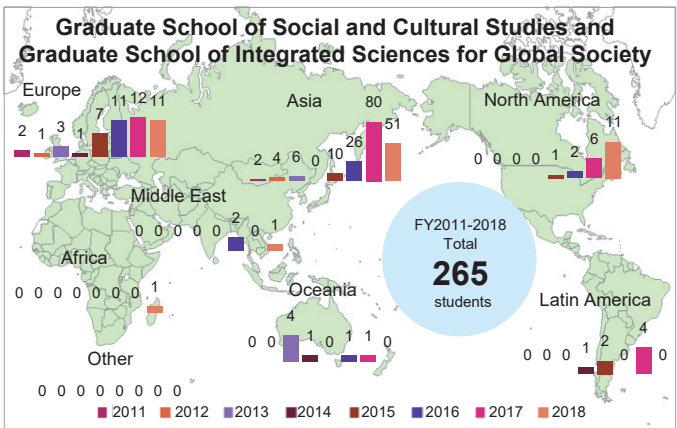 Graduate School of Social and Cultural Studies and
Graduate School of Integrated Sciences for Global Society
Europe
2 1 3 1 7 11 12 11
Asia
2 4 6 0 10 26 80 51
North America
0 0 0 0 1 2 6 11
Middle East
0 0 0 0 0 2 0 1
FY2011-2018
Total
265
students
Africa
0 0 0 0 0 0 0 1
Oceania
0 0 4 1 0 1 1 0
Latin America
0 0 0 1 2 0 4 0
Other
0 0 0 0 0 0 0 0
2011 2012 2013 2014 2015 2016 2017 2018